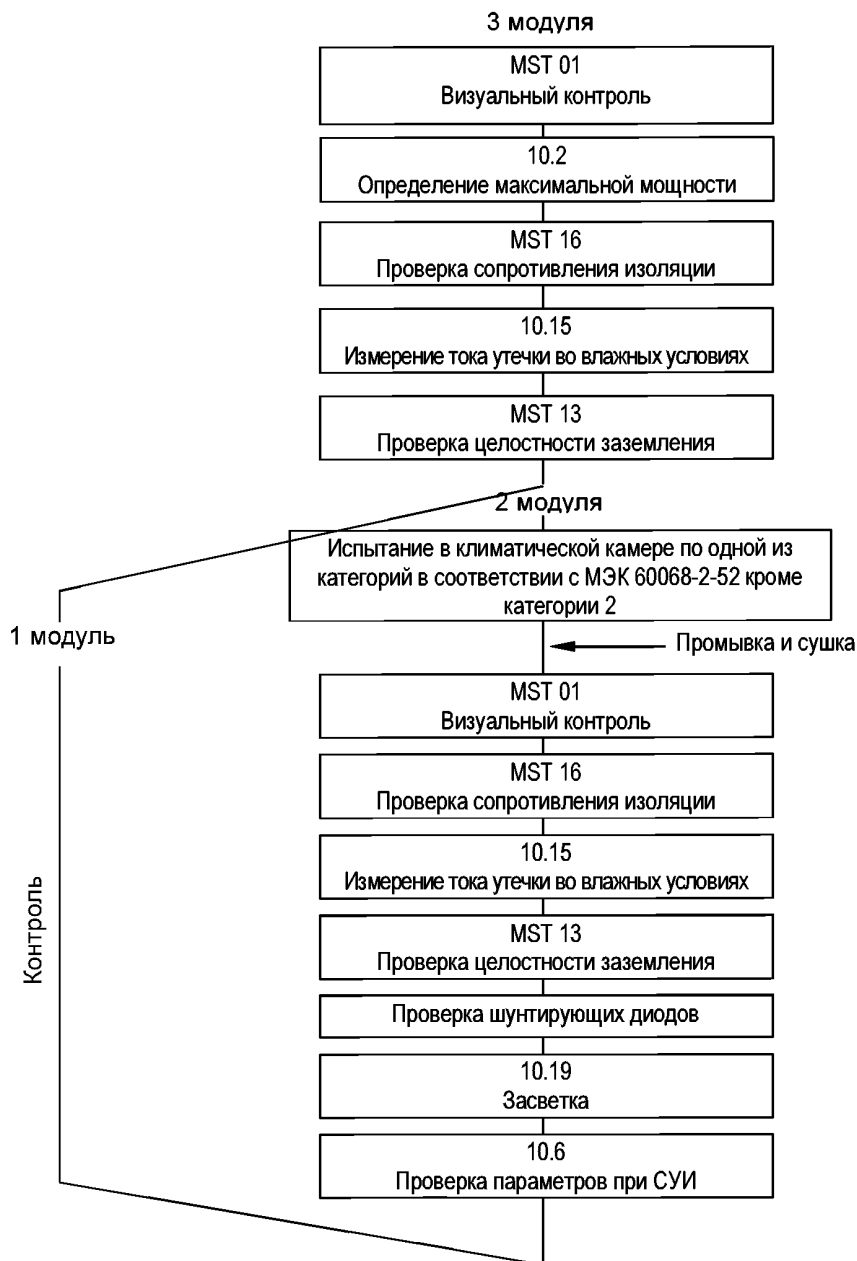 3 модуля
MST 01
Визуальный контроль
10.2
Определение максимальной мощности
MST 16
Проверка сопротивления изоляции
10.15
Измерение тока утечки во влажных условиях
MST 13
Проверка целостности заземления
2 модуля
Испытание в климатической камере по одной из
категорий в соответствии с МЭК 60068-2-52 кроме
категории 2
1 модуль
Промывка и сушка
MST 01
Визуальный контроль
MST 16
Проверка сопротивления изоляции
10.15
Измерение тока утечки во влажных условиях
Контроль
MST 13
Проверка целостности заземления
Проверка шунтирующих диодов
10.19
Засветка
10.6
Проверка параметров при СУИ